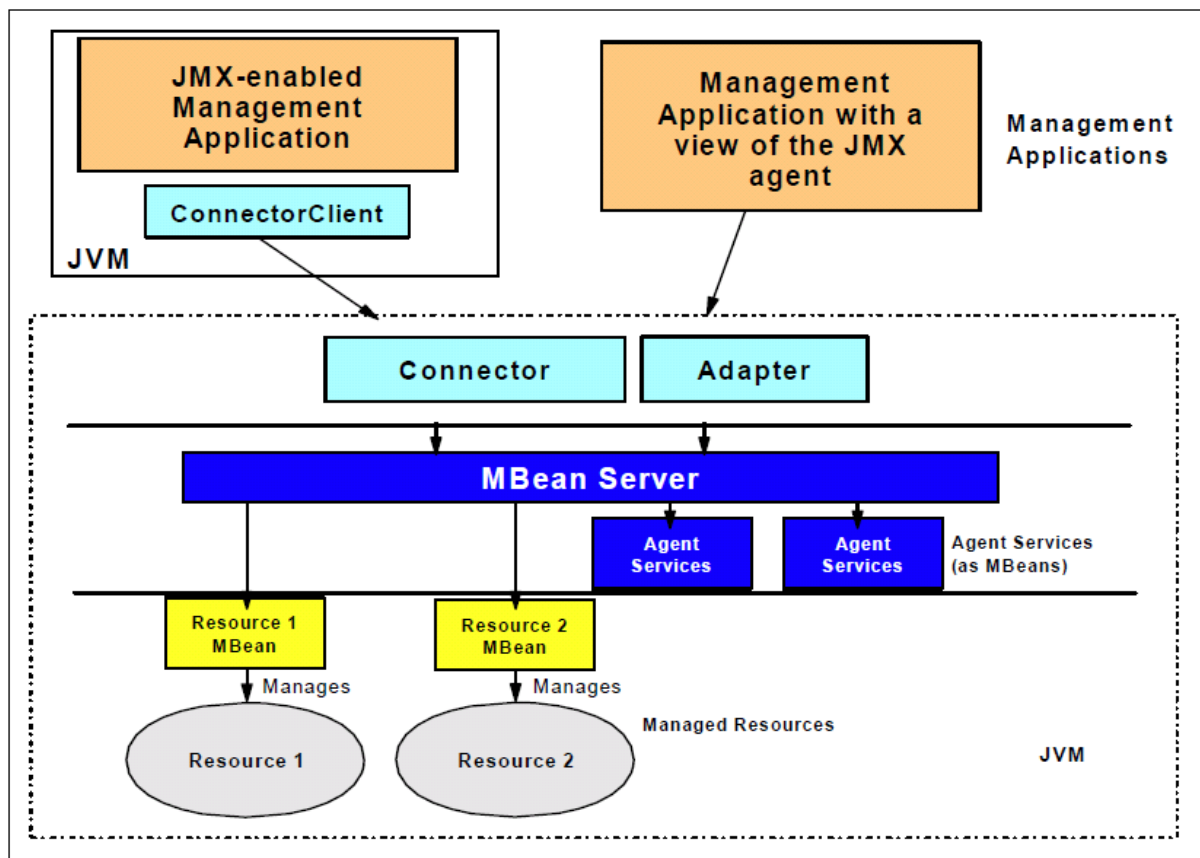 JMX-enabled
Management
Application
ConnectorClient
JVM
Management
Application with a
view of the JMX
agent
Management
Applications
Connector
Adapter
MBean Server
Agent
Services
Agent
Services
Agent Services
(as MBeans)
Resource 1
MBean
Resource 2
MBean
Manages
Manages
Managed Resources
Resource 1
Resource 2
JVM